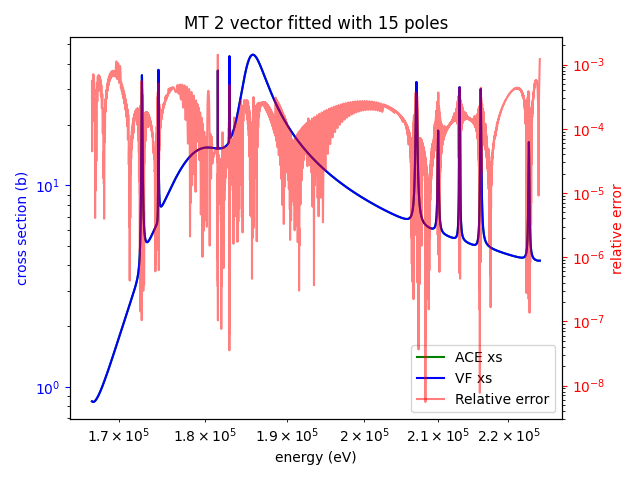 MT 2 vector fitted with 15 poles
cross section (b)
10¹
10⁰
10⁻³
10⁻⁴
10⁻⁵
10⁻⁶
10⁻⁷
10⁻⁸
relative error
ACE xs
VF xs
Relative error
1.7 × 10⁵ 1.8 × 10⁵ 1.9 × 10⁵ 2 × 10⁵ 2.1 × 10⁵ 2.2 × 10⁵
energy (eV)